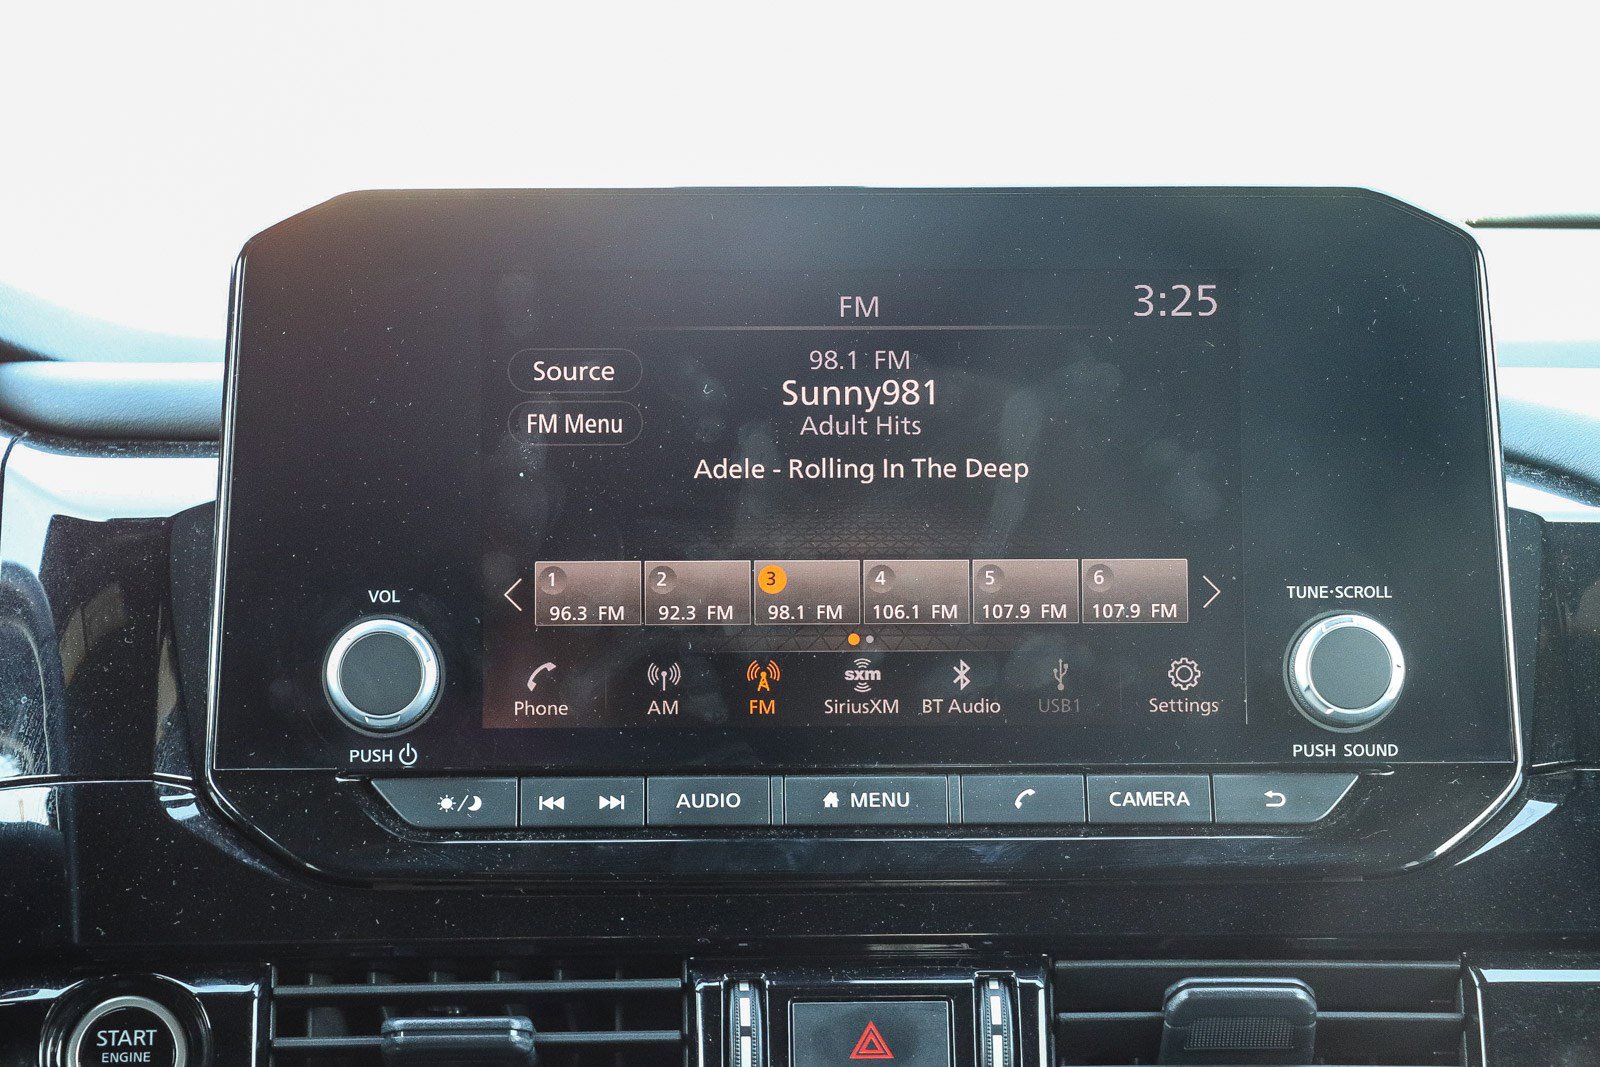 FM
3:25
Source
98.1 FM
Sunny981
FM Menu
Adult Hits
Adele - Rolling In The Deep
1
2
3
4
5
6
96.3 FM
92.3 FM
98.1 FM
106.1 FM
107.9 FM
107.9 FM
VOL
TUNE·SCROLL
sxm
Phone
AM
FM
SiriusXM
BT Audio
USB1
Settings
PUSH
PUSH SOUND
AUDIO
MENU
CAMERA
START
ENGINE